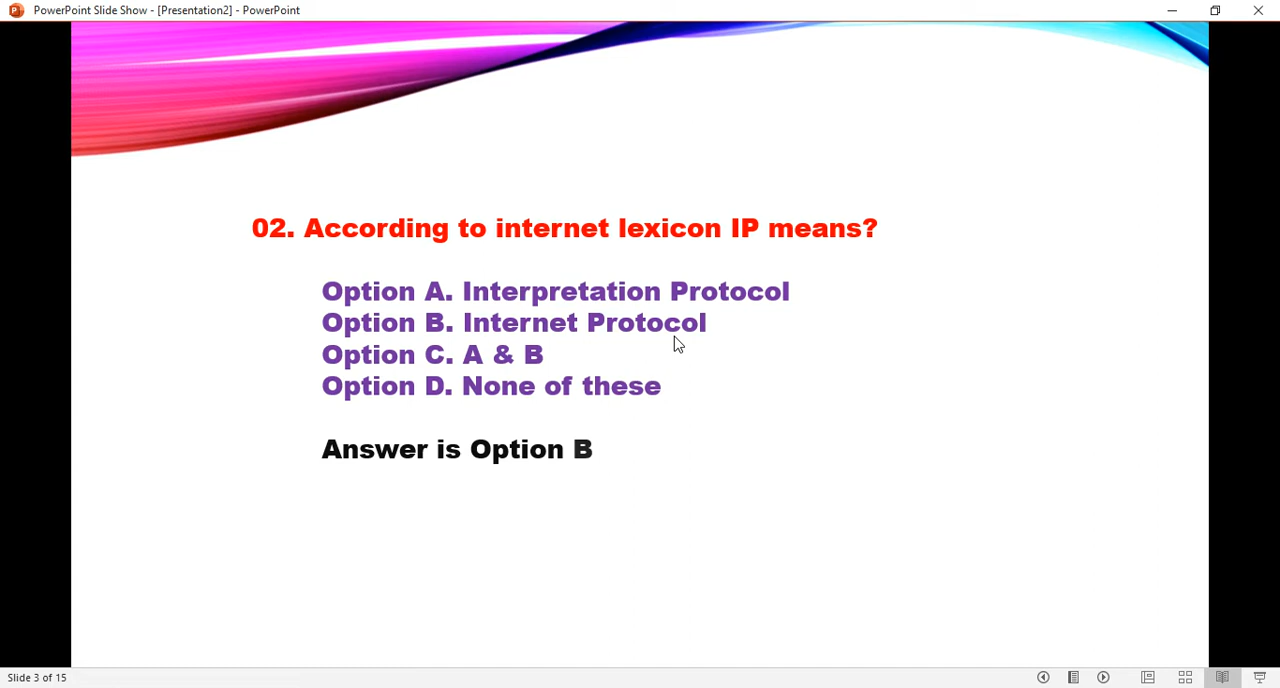 PowerPoint Slide Show - [Presentation2] - PowerPoint
02. According to internet lexicon IP means?
Option A. Interpretation Protocol
Option B. Internet Protocol
Option C. A & B
Option D. None of these
Answer is Option B
Slide 3 of 15